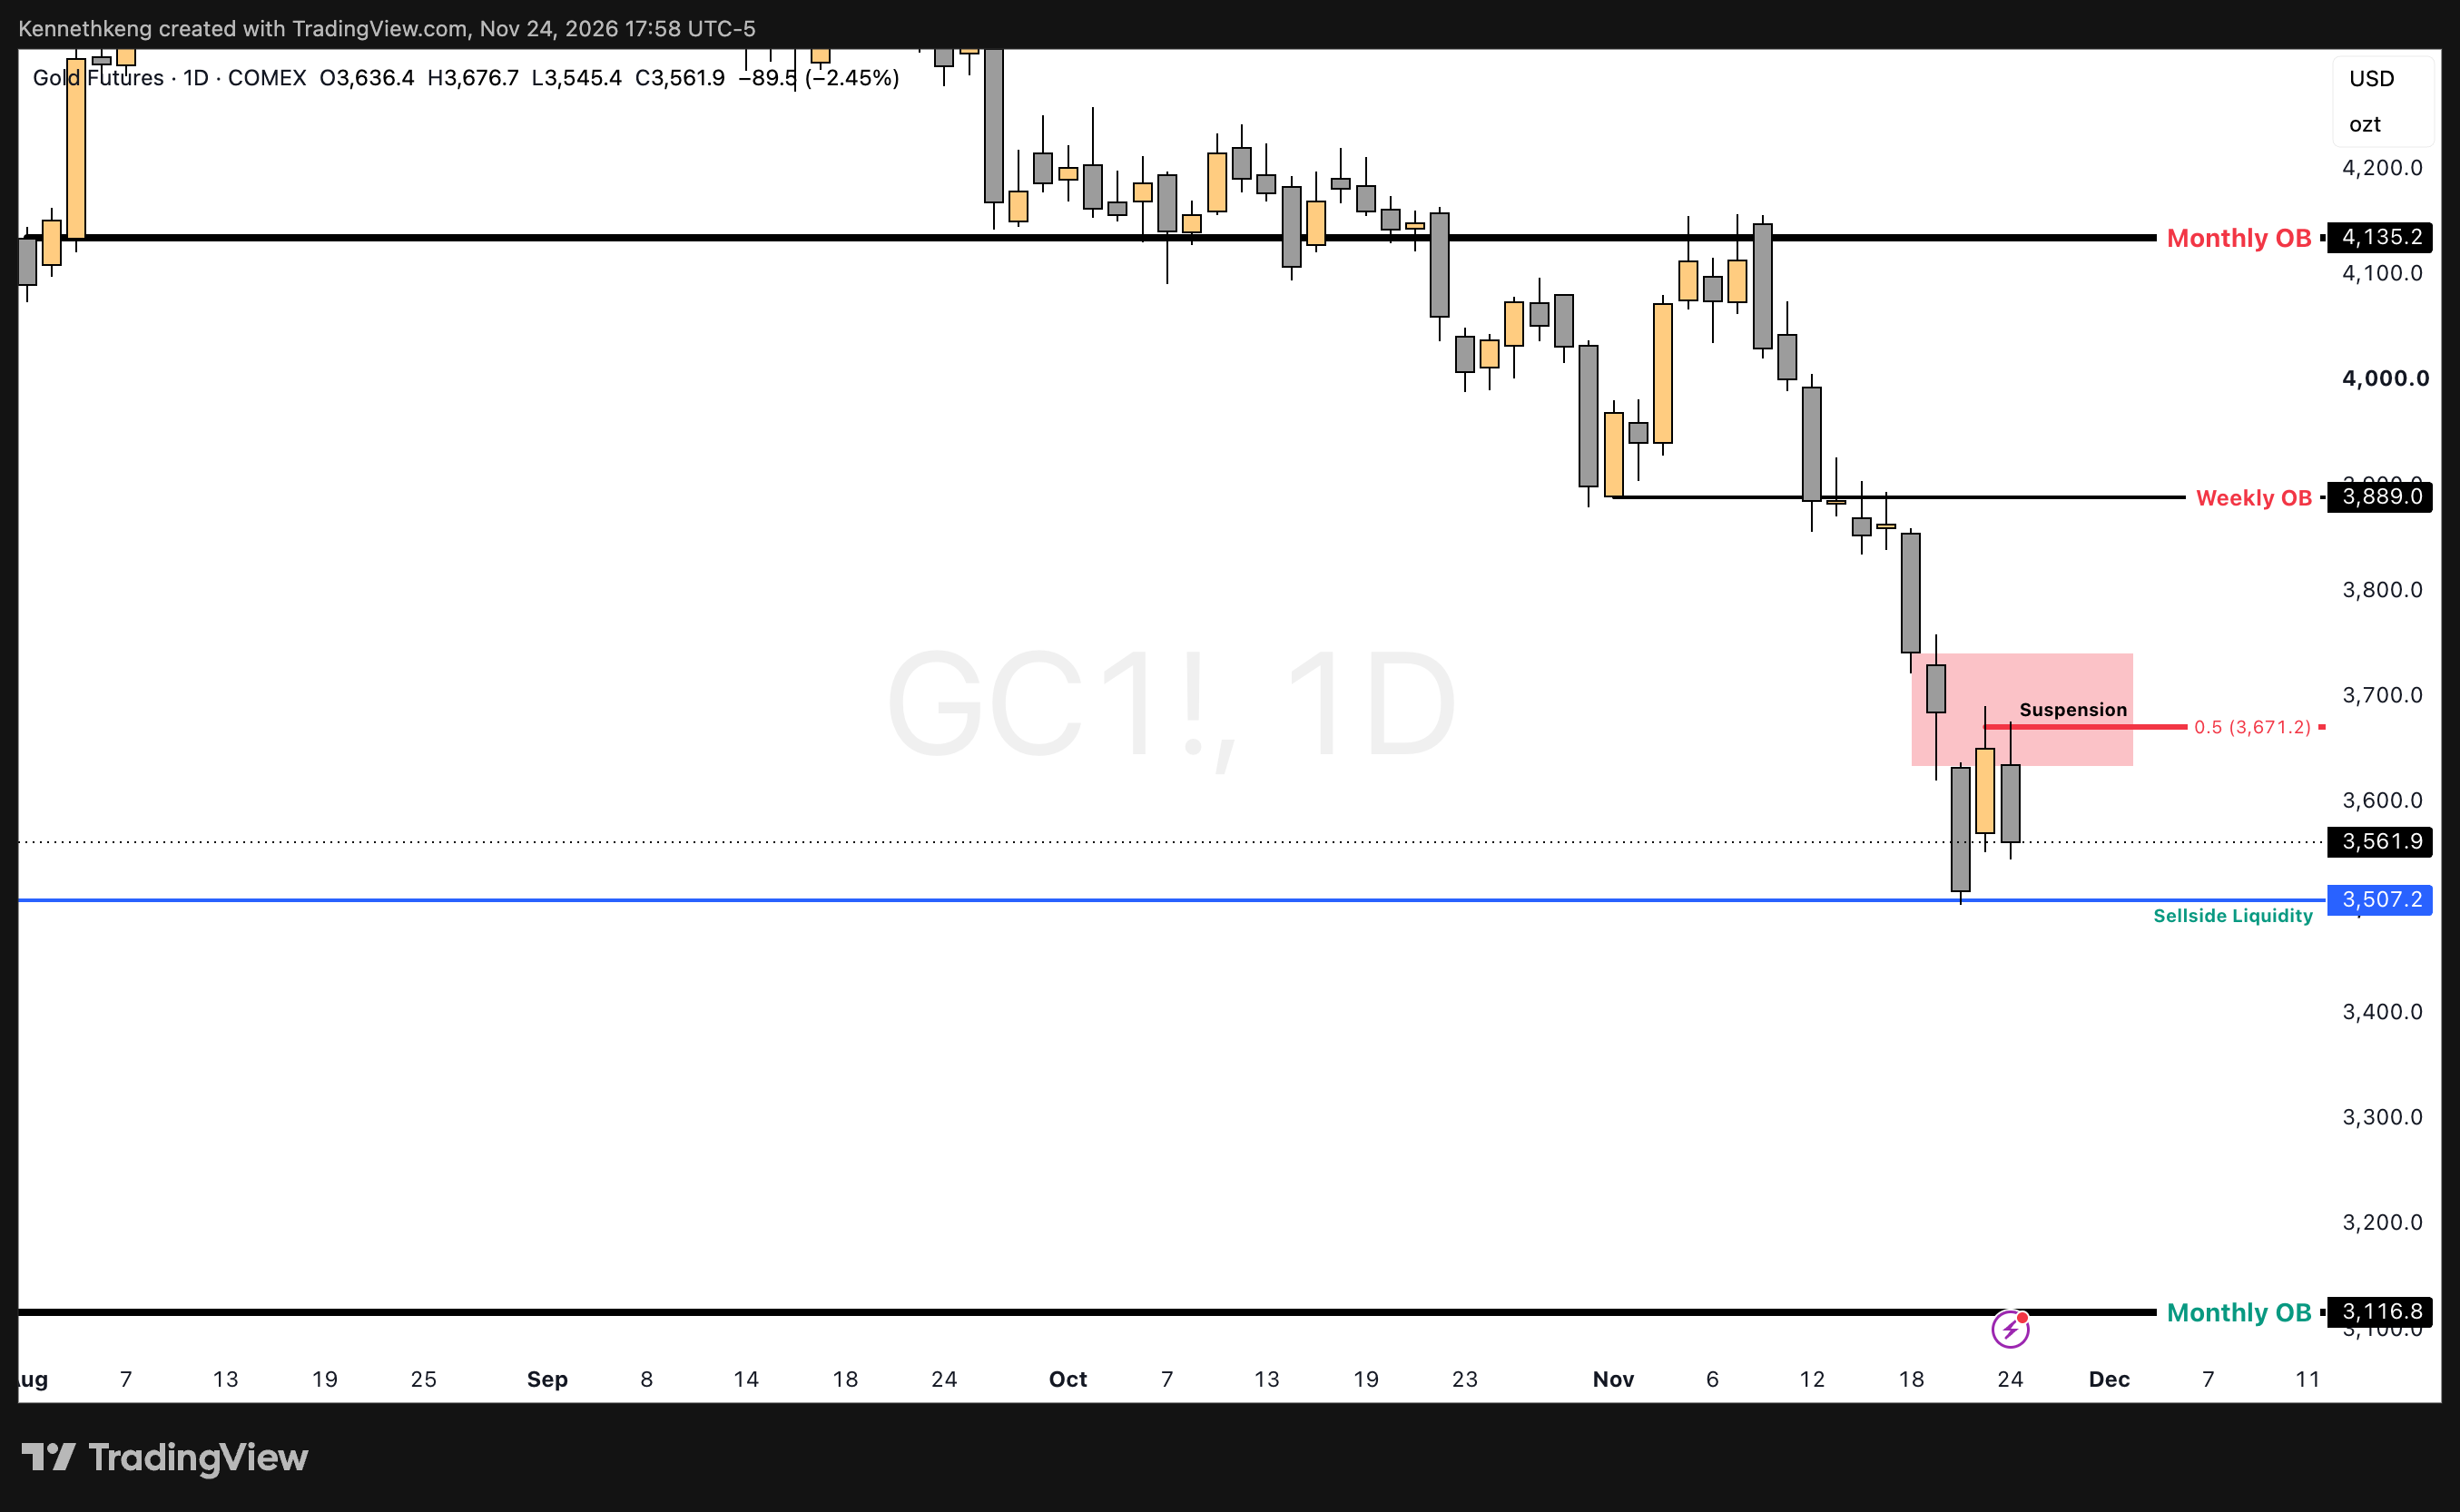 Kennethkeng created with TradingView.com, Nov 24, 2026 17:58 UTC-5
Gold Futures · 1D · COMEX O3,636.4 H3,676.7 L3,545.4 C3,561.9 −89.5 (−2.45%)
USD
ozt
4,200.0
Monthly OB 4,135.2
4,100.0
4,000.0
Weekly OB 3,889.0
3,800.0
GC1!, 1D
3,700.0
Suspension
0.5 (3,671.2)
3,600.0
3,561.9
3,507.2
Sellside Liquidity
3,400.0
3,300.0
3,200.0
Monthly OB 3,116.8
3,100.0
Aug 7 13 19 25 Sep 8 14 18 24 Oct 7 13 19 23 Nov 6 12 18 24 Dec 7 11
TradingView